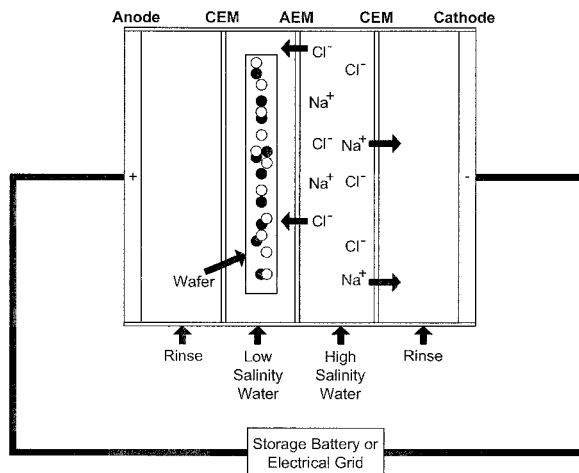 Anode CEM AEM CEM Cathode
Cl⁻
Cl⁻
Na⁺
Cl⁻ Na⁺
+ Na⁺ Cl⁻ -
Cl⁻
Cl⁻
Wafer Na⁺
Rinse Low Salinity Water High Salinity Water Rinse
Storage Battery or
Electrical Grid